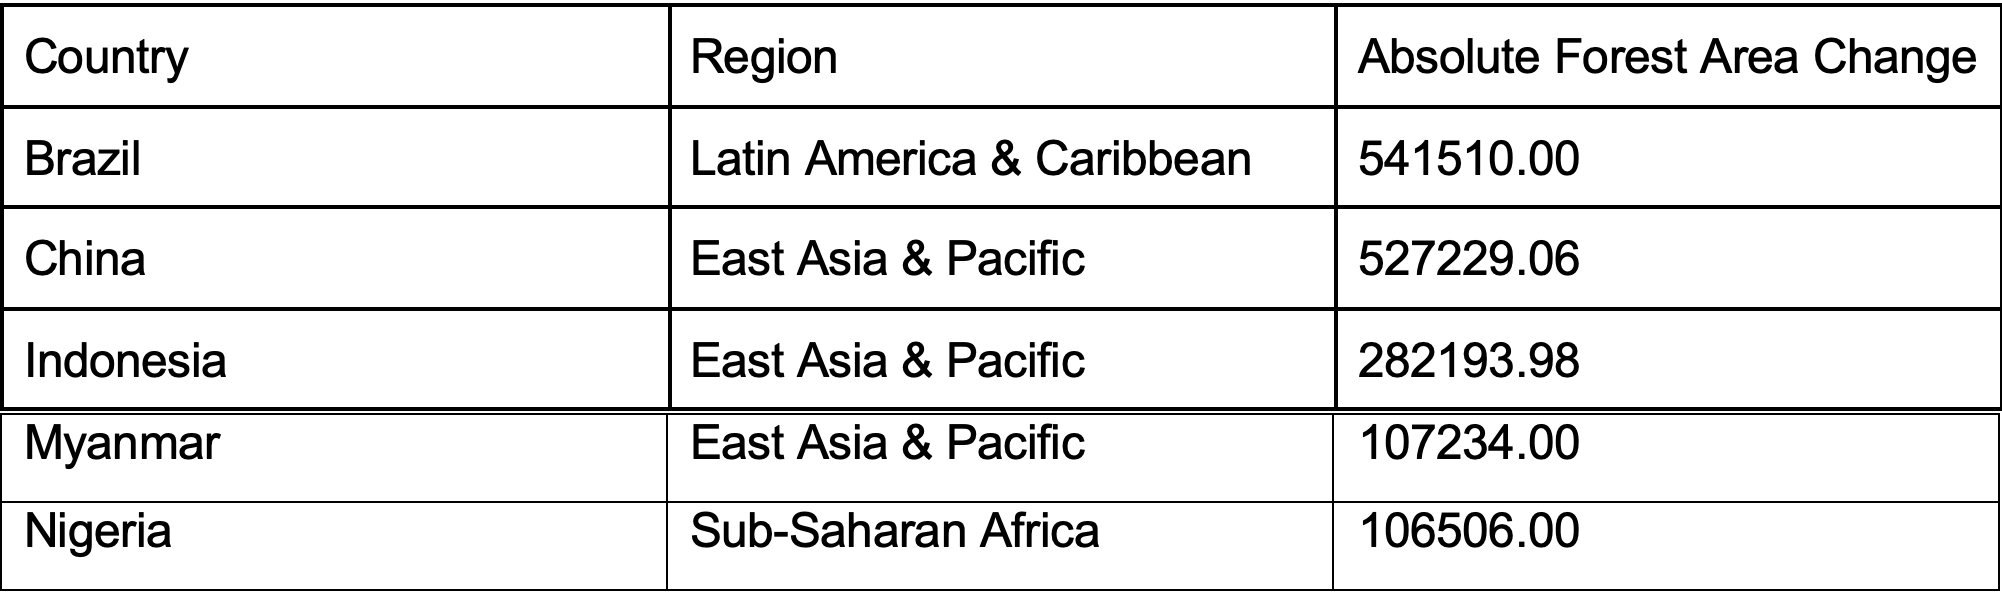 Country Region Absolute Forest Area Change
Brazil Latin America & Caribbean 541510.00
China East Asia & Pacific 527229.06
Indonesia East Asia & Pacific 282193.98
Myanmar East Asia & Pacific 107234.00
Nigeria Sub-Saharan Africa 106506.00